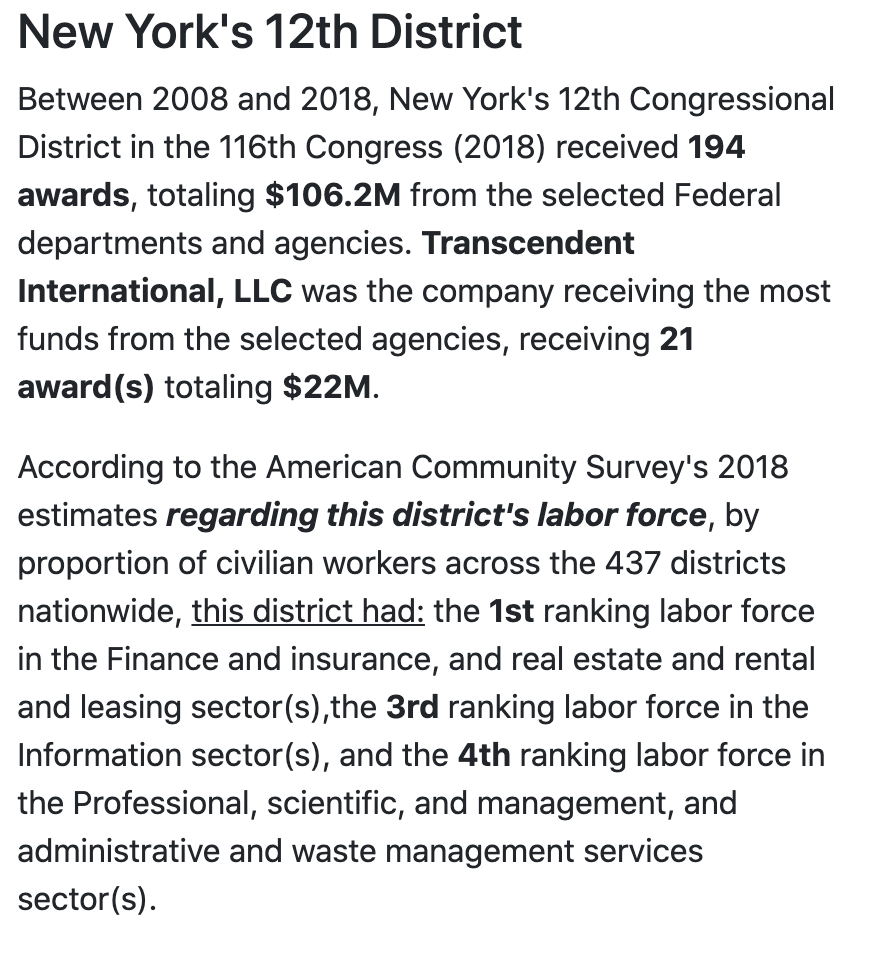 New York's 12th District
Between 2008 and 2018, New York's 12th Congressional
District in the 116th Congress (2018) received 194
awards, totaling $106.2M from the selected Federal
departments and agencies. Transcendent
International, LLC was the company receiving the most
funds from the selected agencies, receiving 21
award(s) totaling $22M.
According to the American Community Survey's 2018
estimates regarding this district's labor force, by
proportion of civilian workers across the 437 districts
nationwide, this district had: the 1st ranking labor force
in the Finance and insurance, and real estate and rental
and leasing sector(s),the 3rd ranking labor force in the
Information sector(s), and the 4th ranking labor force in
the Professional, scientific, and management, and
administrative and waste management services
sector(s).